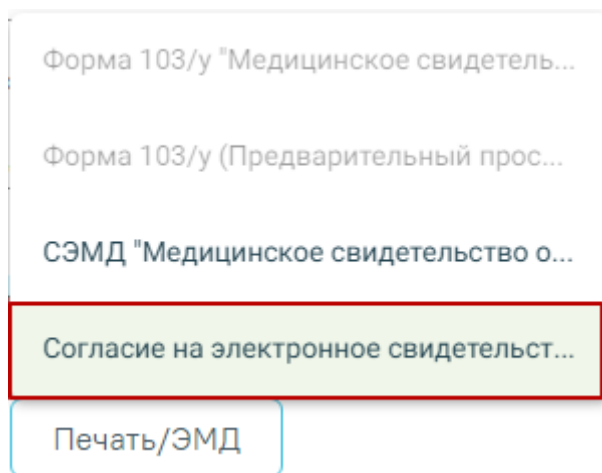 Форма 103/у "Медицинское свидетель...
Форма 103/у (Предварительный прос...
СЭМД "Медицинское свидетельство о...
Согласие на электронное свидетельст...
Печать/ЭМД